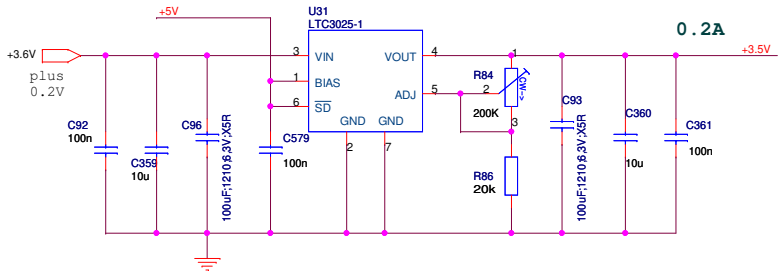 U31
LTC3025-1
+5V
0.2A
+3.6V
3
VIN
VOUT
4
1
+3.5V
plus
0.2V
1
BIAS
R84
2
CW->
ADJ
5
200K
C93
6
SD
3
C92
100n
C96
C359
10u
100uF;1210;6.3V;X5R
C579
100n
GND
GND
2
7
R86
20k
100uF;1210;6.3V;X5R
C360
10u
C361
100n